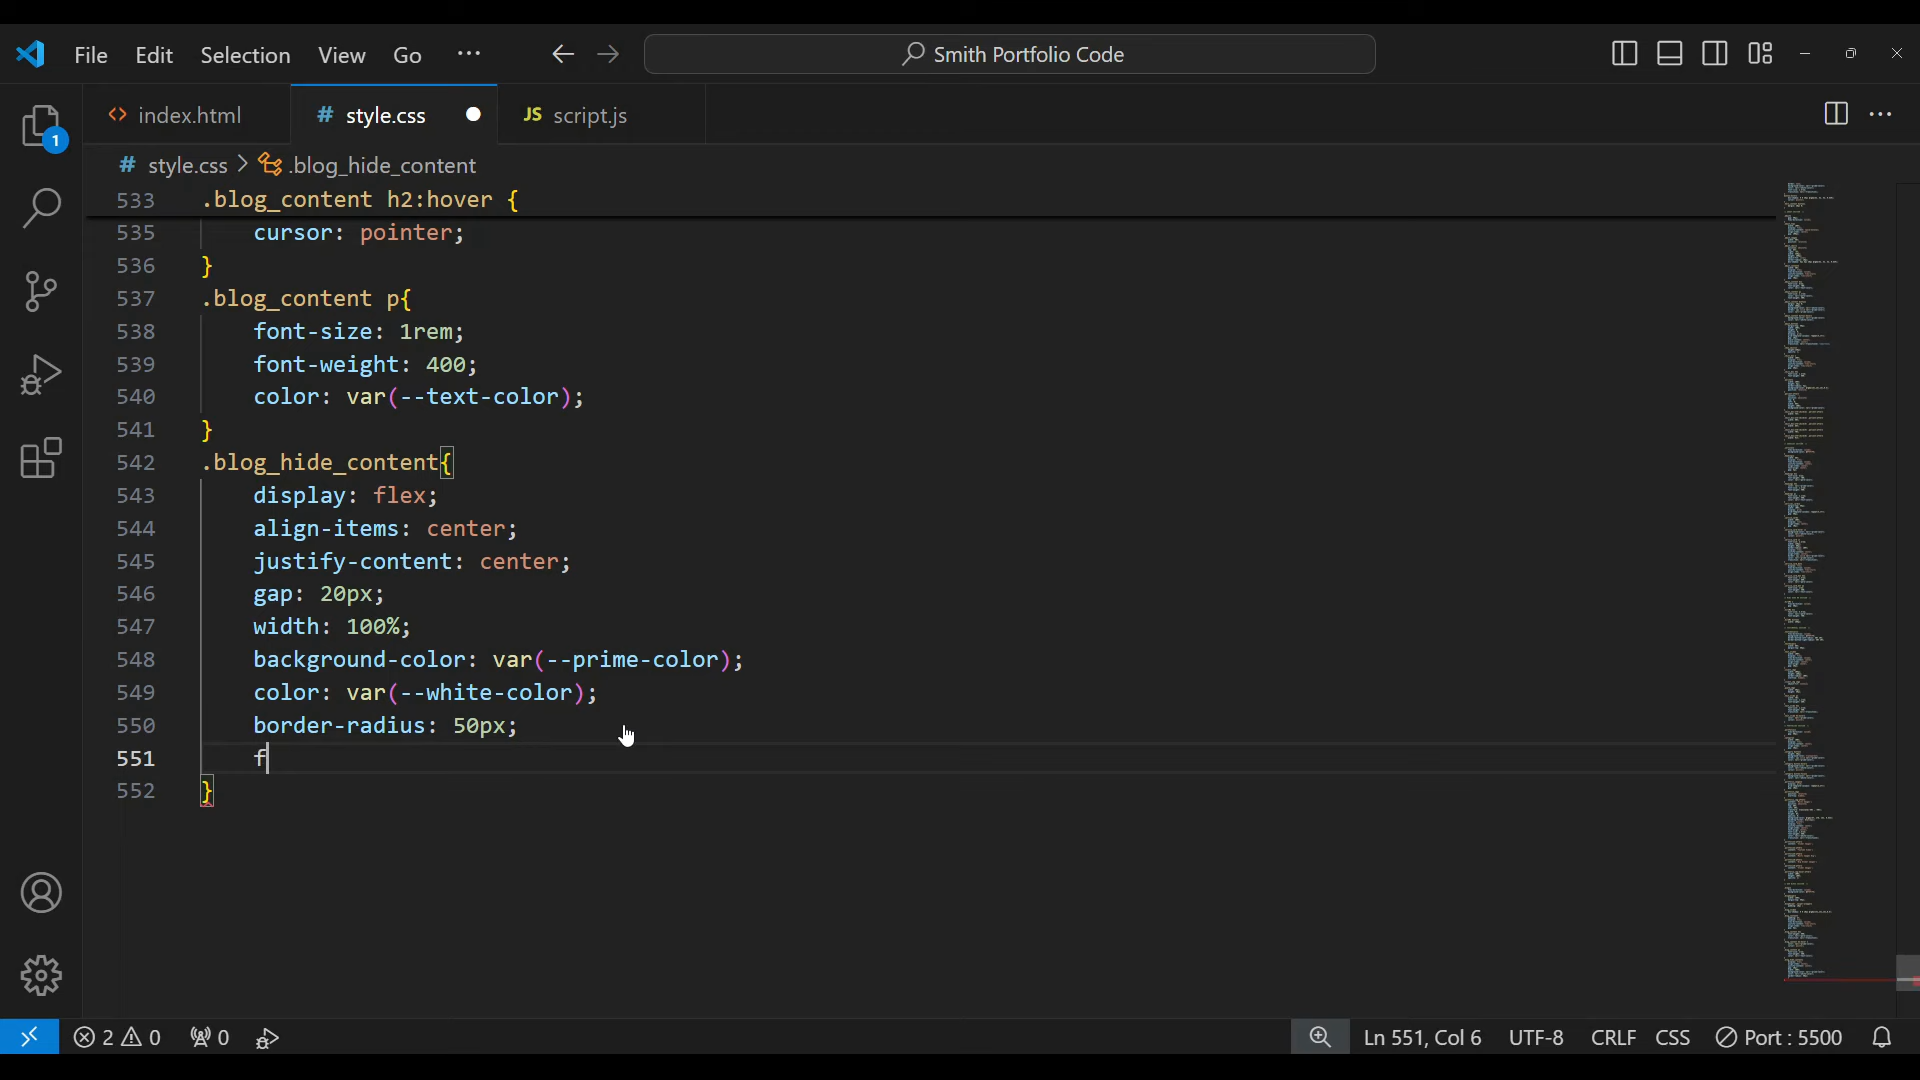 File Edit Selection View Go ··· Smith Portfolio Code
<> index.html # style.css JS script.js
# style.css > .blog_hide_content
533 .blog_content h2:hover {
535 cursor: pointer;
536 }
537 .blog_content p{
538 font-size: 1rem;
539 font-weight: 400;
540 color: var(--text-color);
541 }
542 .blog_hide_content{
543 display: flex;
544 align-items: center;
545 justify-content: center;
546 gap: 20px;
547 width: 100%;
548 background-color: var(--prime-color);
549 color: var(--white-color);
550 border-radius: 50px;
551 f
552 }
1
2 0 0 Ln 551, Col 6 UTF-8 CRLF CSS Port : 5500